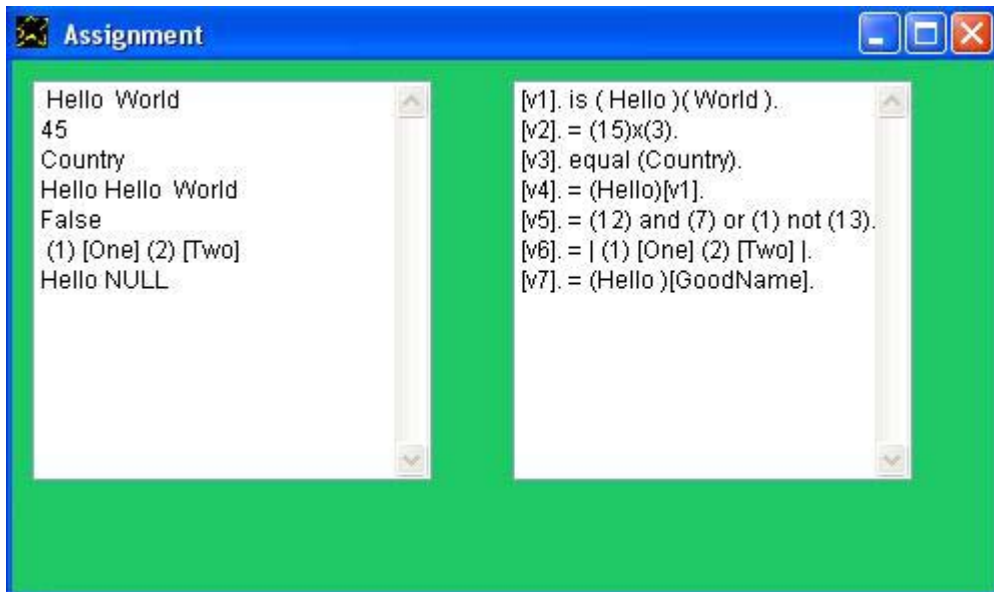 Assignment
 Hello  World
45
Country
Hello Hello  World
False
 (1) [One] (2) [Two]
Hello NULL
[v1]. is ( Hello )( World ).
[v2]. = (15)x(3).
[v3]. equal (Country).
[v4]. = (Hello)[v1].
[v5]. = (12) and (7) or (1) not (13).
[v6]. = | (1) [One] (2) [Two] |.
[v7]. = (Hello )[GoodName].